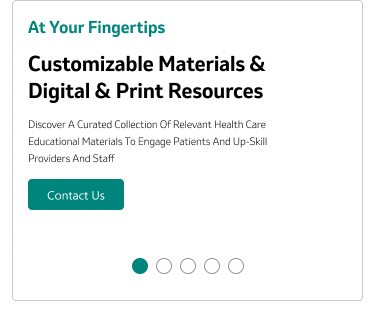 At Your Fingertips
Customizable Materials &
Digital & Print Resources
Discover A Curated Collection Of Relevant Health Care
Educational Materials To Engage Patients And Up-Skill
Providers And Staff
Contact Us